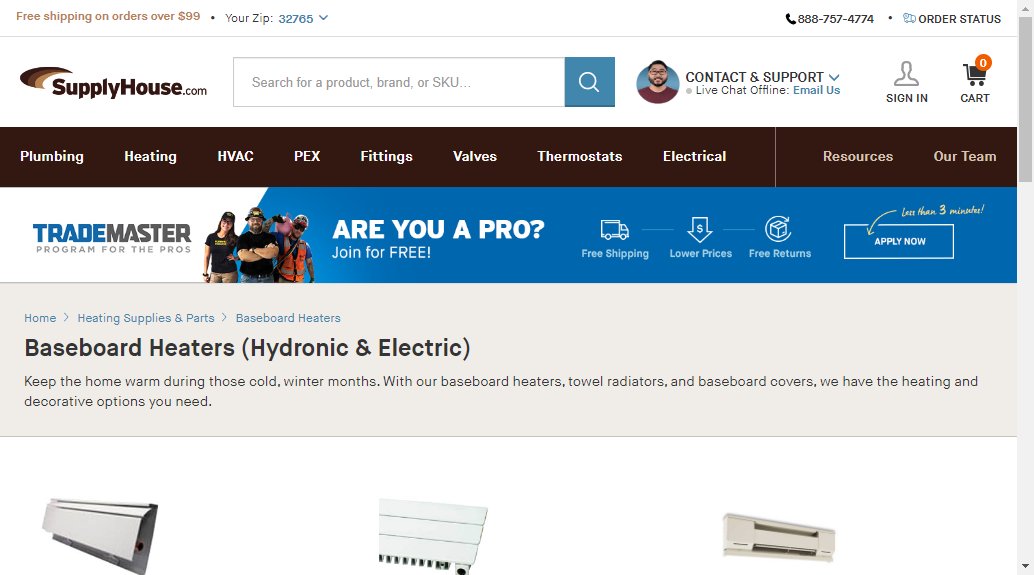 Free shipping on orders over $99 • Your Zip: 32765
888-757-4774 • ORDER STATUS
SupplyHouse.com
Search for a product, brand, or SKU...
CONTACT & SUPPORT
Live Chat Offline: Email Us
SIGN IN
0
CART
Plumbing Heating HVAC PEX Fittings Valves Thermostats Electrical Resources Our Team
TRADEMASTER
PROGRAM FOR THE PROS
ARE YOU A PRO?
Join for FREE!
Free Shipping
Lower Prices
Free Returns
Less than 3 minutes!
APPLY NOW
Home > Heating Supplies & Parts > Baseboard Heaters
Baseboard Heaters (Hydronic & Electric)
Keep the home warm during those cold, winter months. With our baseboard heaters, towel radiators, and baseboard covers, we have the heating and
decorative options you need.